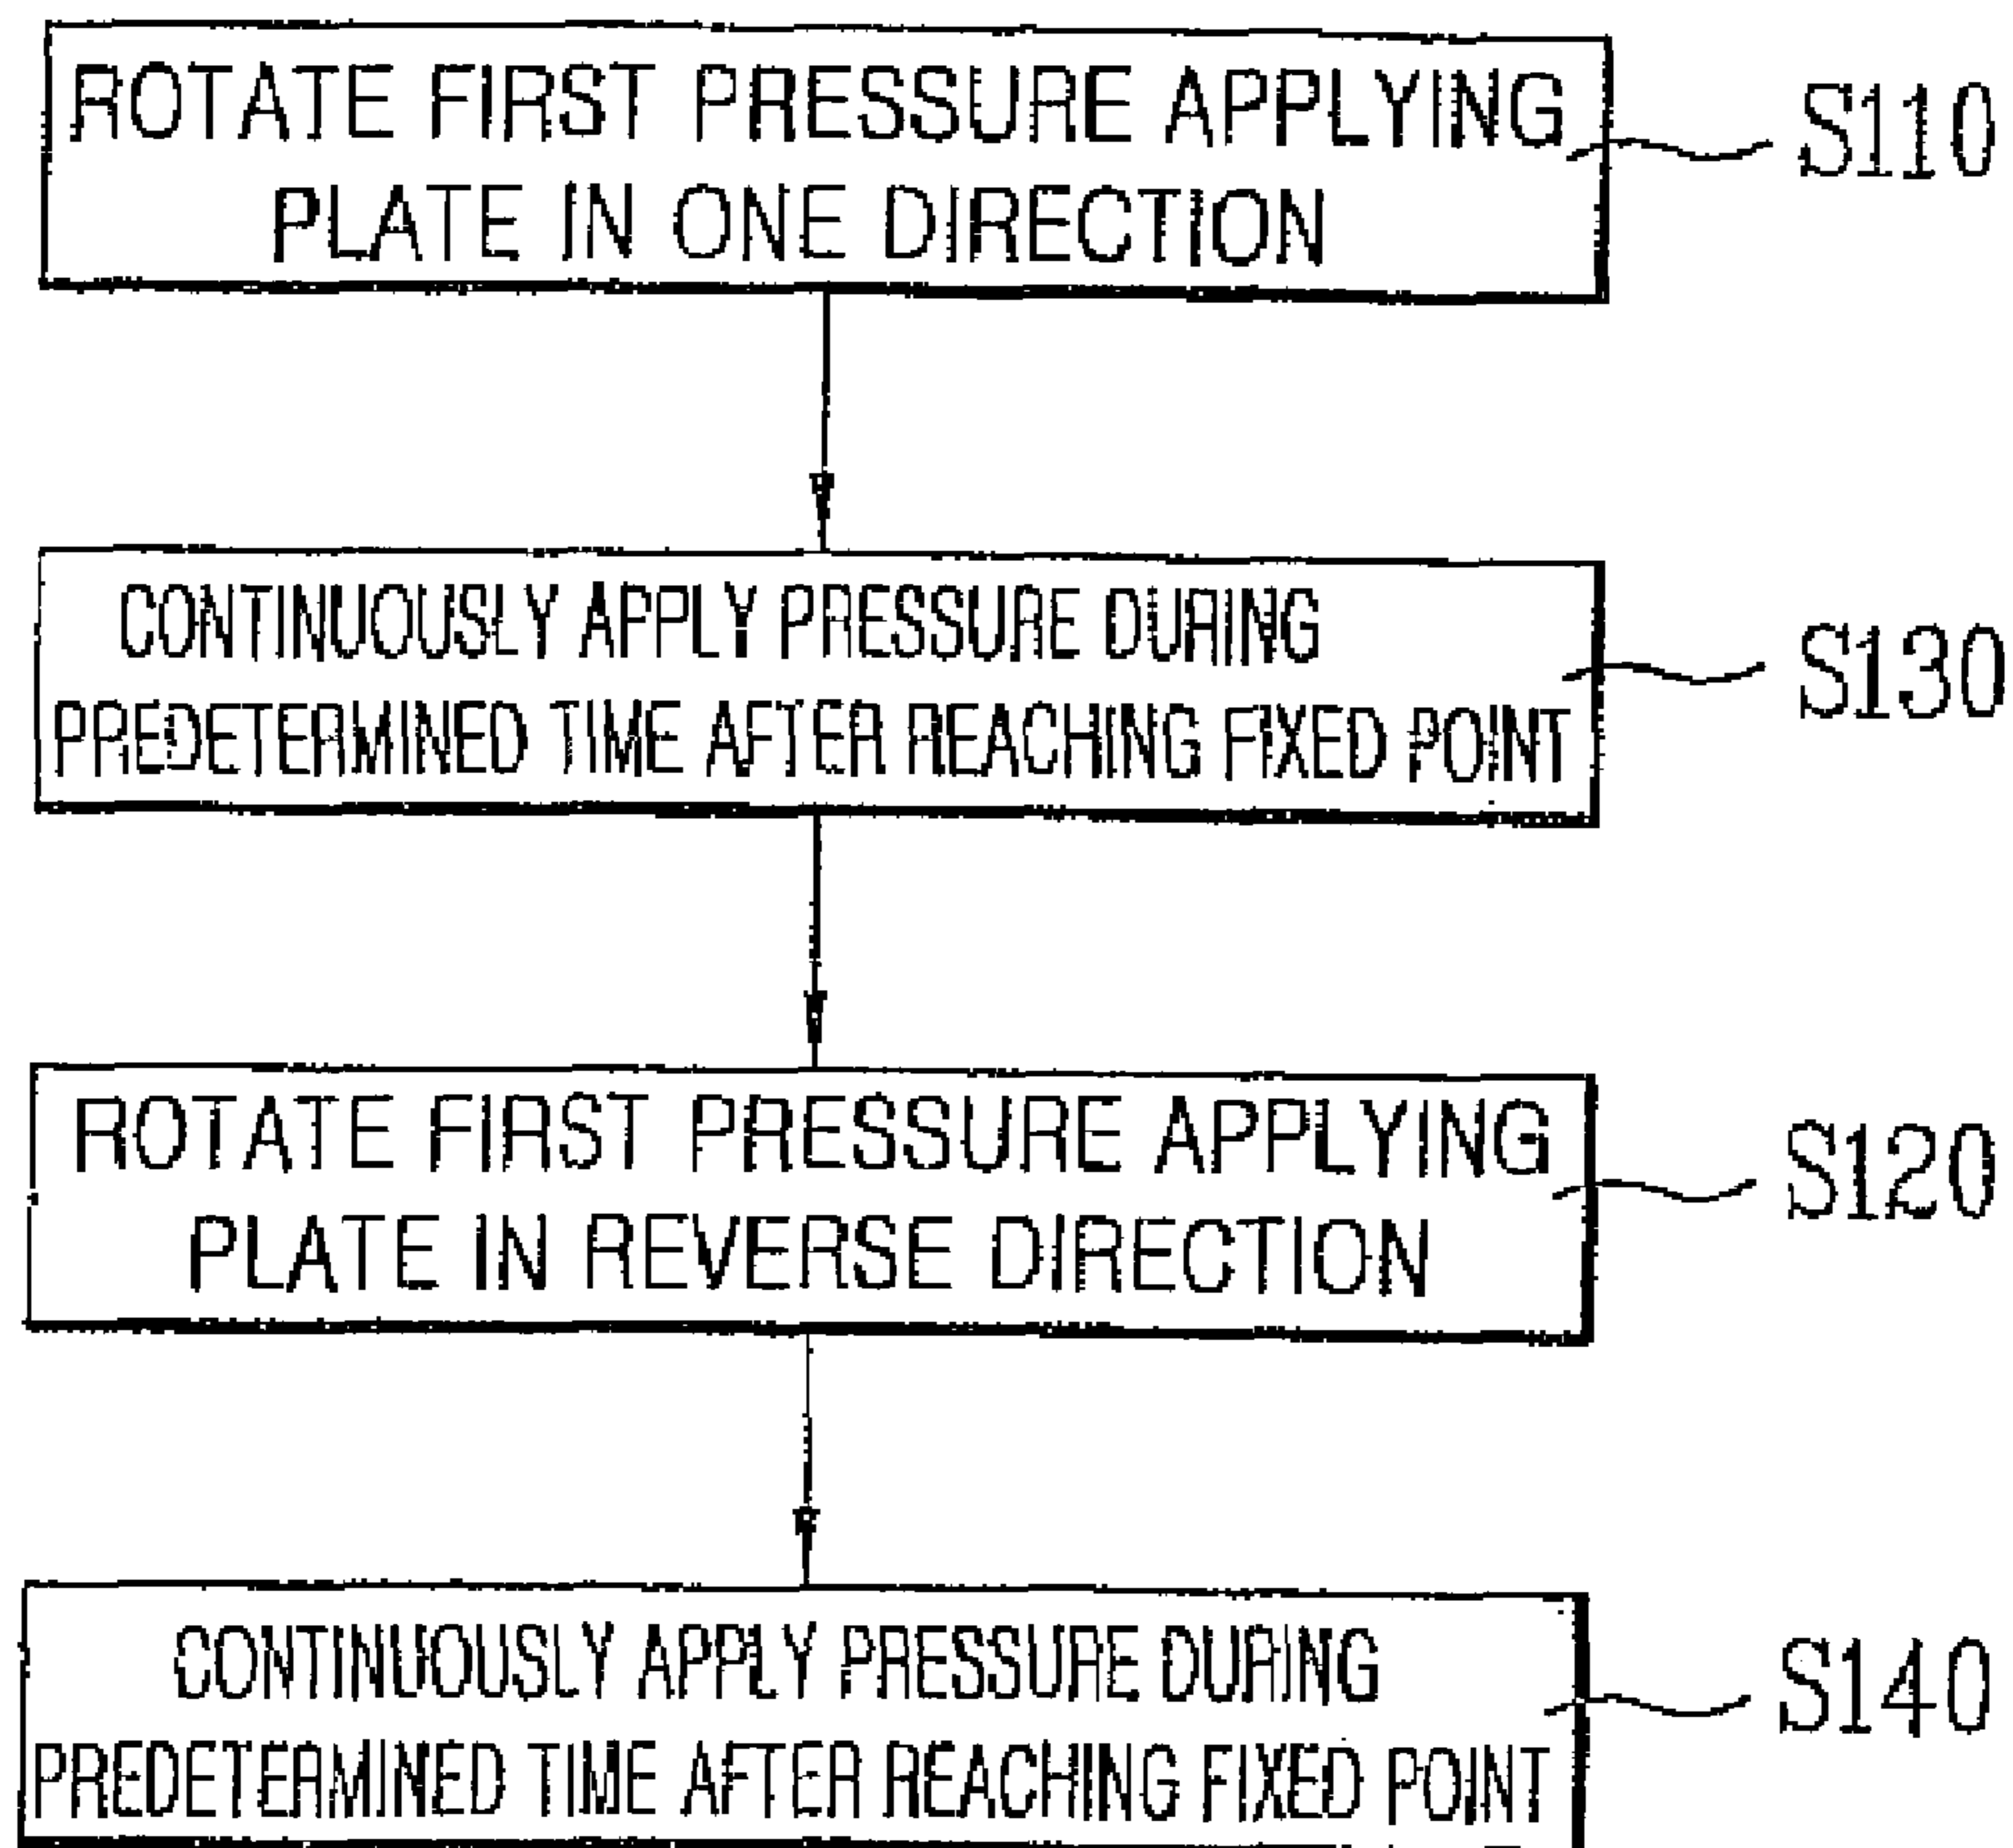 ROTATE FIRST PRESSURE APPLYING
PLATE IN ONE DIRECTION
S110
CONTINUOUSLY APPLY PRESSURE DURING
PREDETERMINED TIME AFTER REACHING FIXED POINT
S130
ROTATE FIRST PRESSURE APPLYING
PLATE IN REVERSE DIRECTION
S120
CONTINUOUSLY APPLY PRESSURE DURING
PREDETERMINED TIME AFTER REACHING FIXED POINT
S140